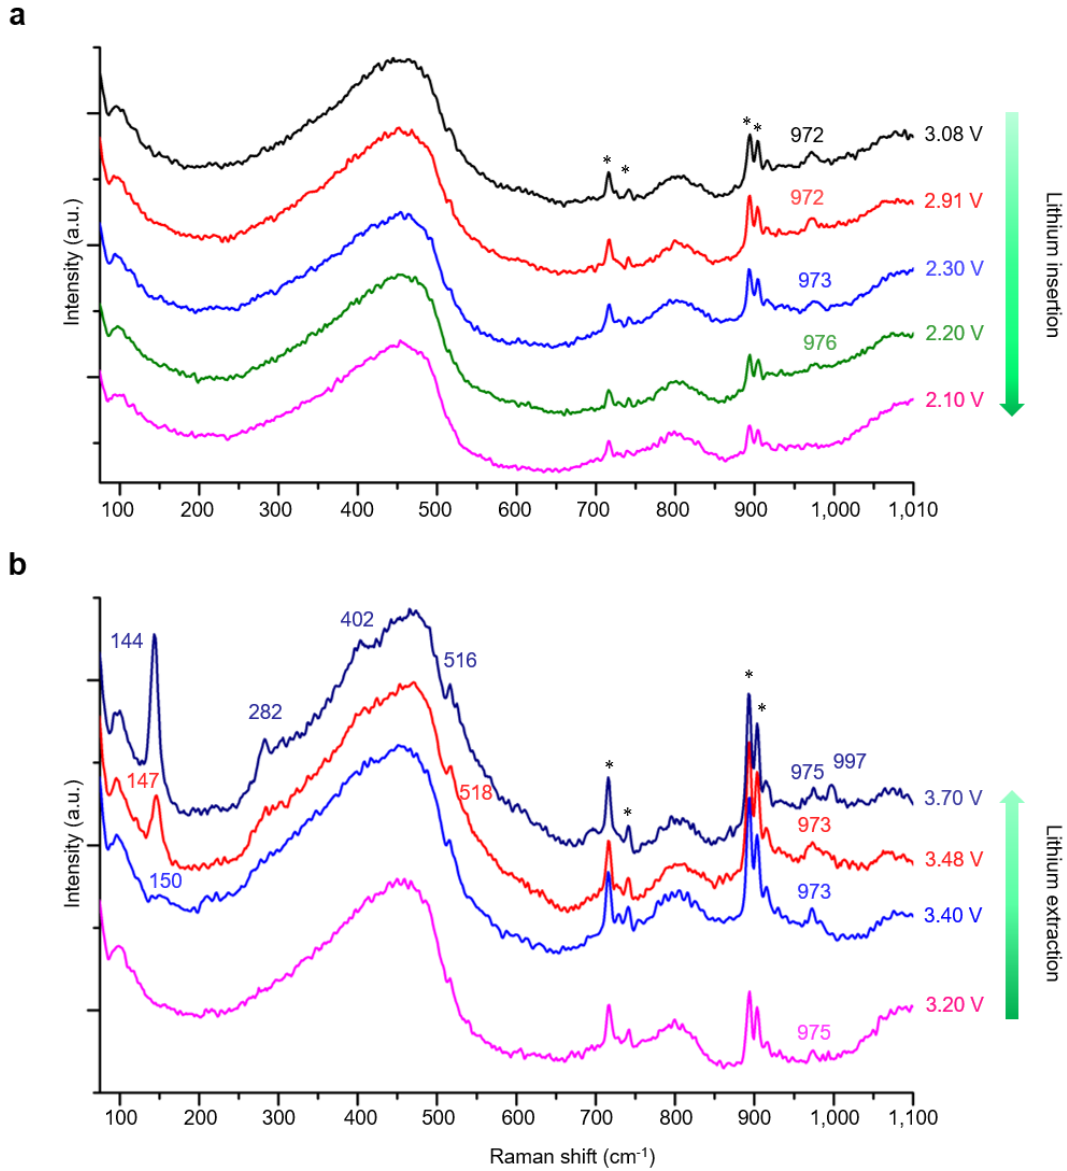 a
* * * * 972 3.08 V
972 2.91 V
973 2.30 V
976 2.20 V
2.10 V
Intensity (a.u.)
Lithium insertion
100 200 300 400 500 600 700 800 900 1,000 1,010
b
144 282 402 516 * * * * 975 997 3.70 V
147 518 973 3.48 V
150 973 3.40 V
975 3.20 V
Intensity (a.u.)
Lithium extraction
100 200 300 400 500 600 700 800 900 1,000 1,100
Raman shift (cm⁻¹)